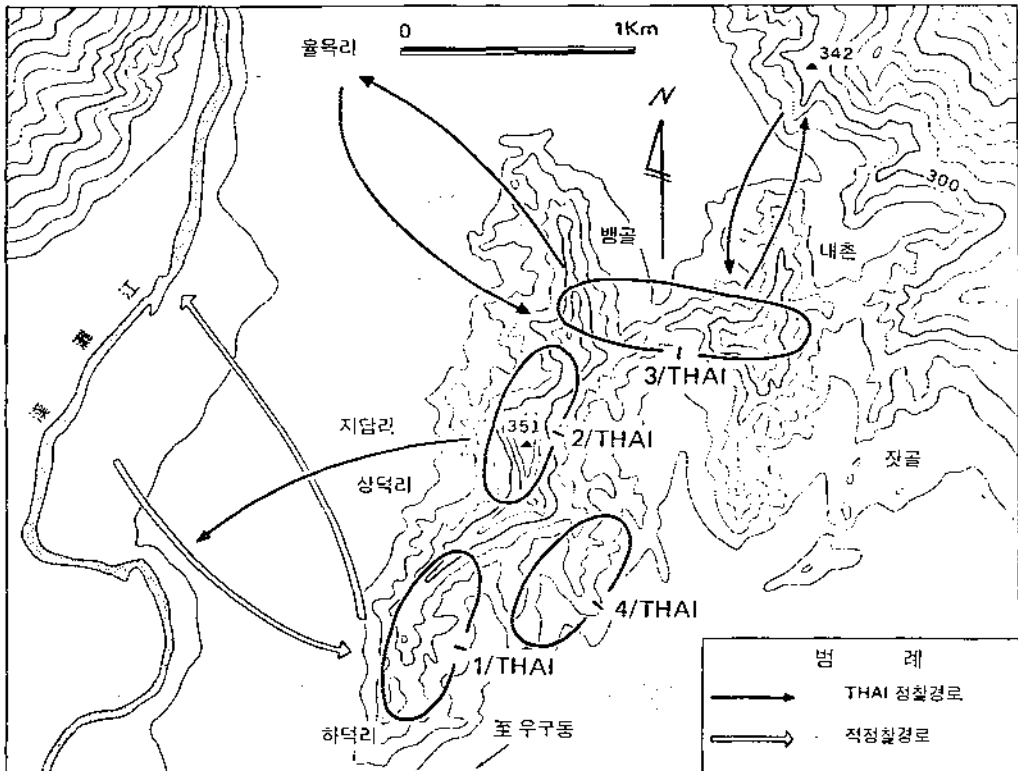 0 1Km
율목리
342
N
300
뱅골
내촌
漢灘江
3/THAI
351
2/THAI
지담리
상덕리
잣골
4/THAI
1/THAI
하덕리
至 우구동
범 례
THAI 정찰경로
적정찰경로